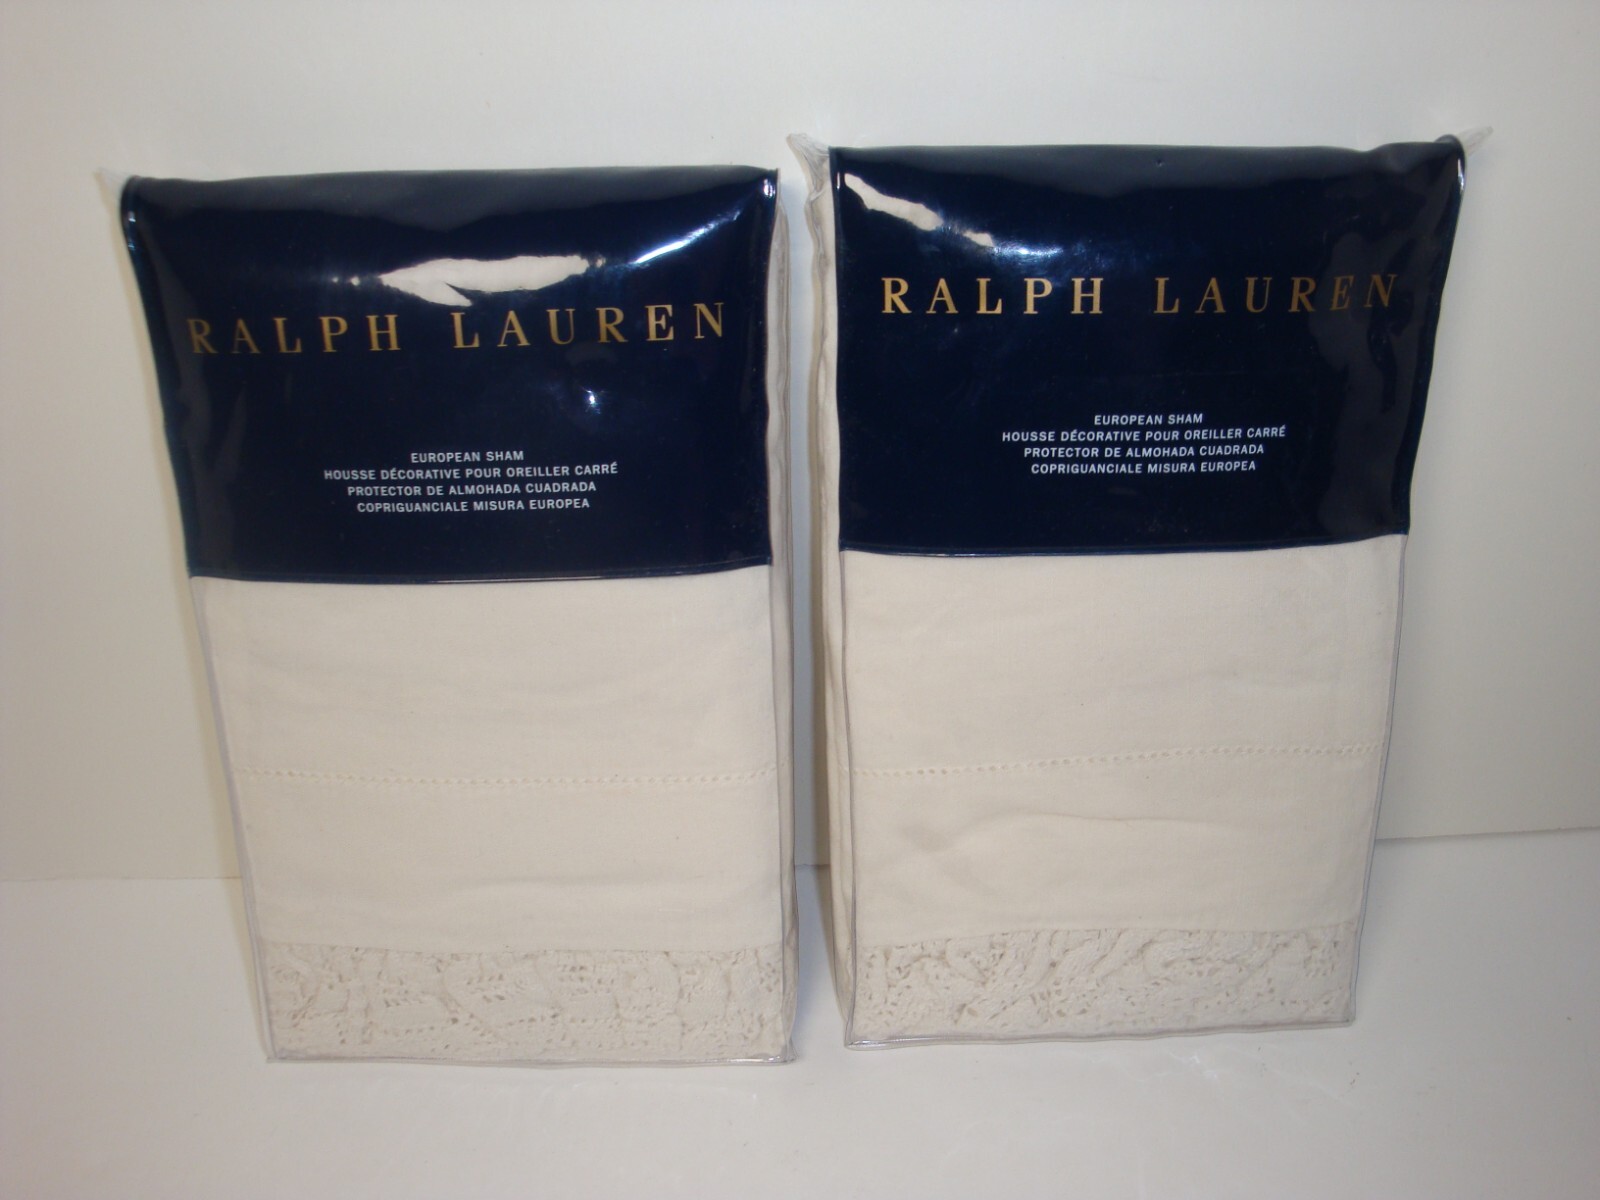 RALPH LAUREN
EUROPEAN SHAM
HOUSSE DÉCORATIVE POUR OREILLER CARRÉ
PROTECTOR DE ALMOHADA CUADRADA
COPRIGUANCIALE MISURA EUROPEA
RALPH LAUREN
EUROPEAN SHAM
HOUSSE DÉCORATIVE POUR OREILLER CARRÉ
PROTECTOR DE ALMOHADA CUADRADA
COPRIGUANCIALE MISURA EUROPEA